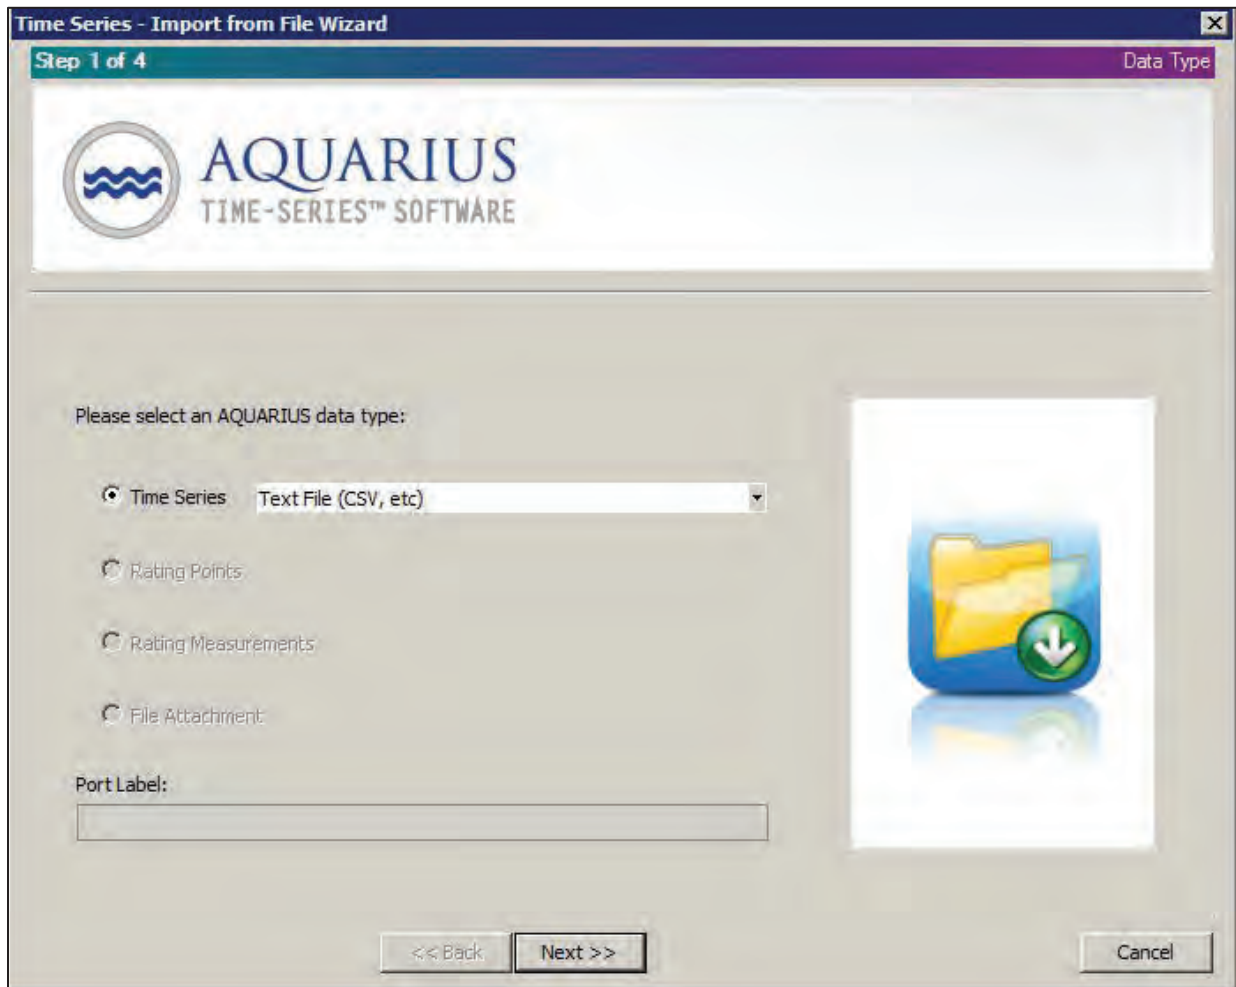 Time Series - Import from File Wizard
Step 1 of 4 Data Type
AQUARIUS
TIME-SERIES™ SOFTWARE
Please select an AQUARIUS data type:
Time Series Text File (CSV, etc)
Rating Points
Rating Measurements
File Attachment
Port Label:
<< Back Next >> Cancel